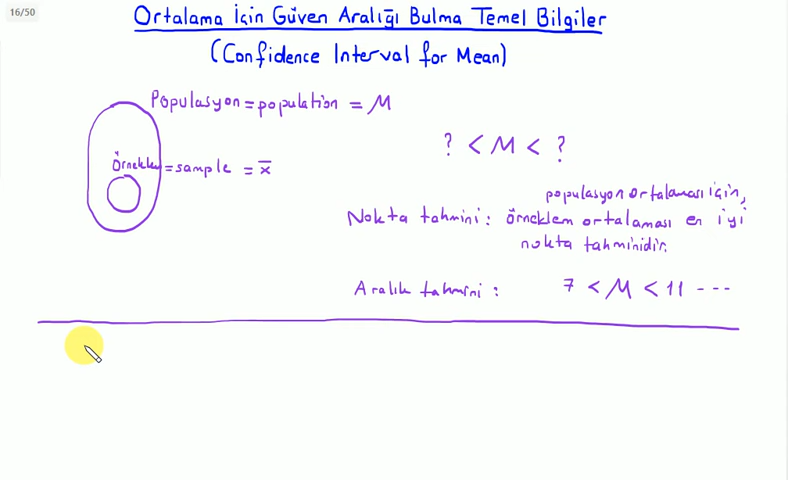 16/50
Ortalama İçin Güven Aralığı Bulma Temel Bilgiler
(Confidence Interval for Mean)
Populasyon = population = M
? < M < ?
Örneklem = sample = x̅
populasyon ortalaması için,
Nokta tahmini: örneklem ortalaması en iyi
nokta tahminidir.
Aralık tahmini: 7 < M < 11 ---